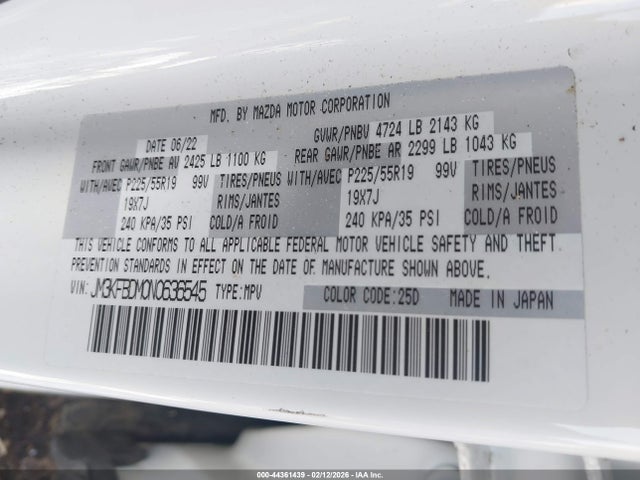 MFD. BY MAZDA MOTOR CORPORATION
DATE 06/22 GVWR/PNBV 4724 LB 2143 KG
FRONT GAWR/PNBE AV 2425 LB 1100 KG REAR GAWR/PNBE AR 2299 LB 1043 KG
WITH/AVEC P225/55R19 99V TIRES/PNEUS WITH/AVEC P225/55R19 99V TIRES/PNEUS
19X7J RIMS/JANTES 19X7J RIMS/JANTES
240 KPA/35 PSI COLD/A FROID 240 KPA/35 PSI COLD/A FROID
THIS VEHICLE CONFORMS TO ALL APPLICABLE FEDERAL MOTOR VEHICLE SAFETY AND THEFT
PREVENTION STANDARDS IN EFFECT ON THE DATE OF MANUFACTURE SHOWN ABOVE.
VIN: JM3KFBDM0N0636545 TYPE:MPV COLOR CODE:25D MADE IN JAPAN
000-44361439 - 02/12/2026 - IAA Inc.